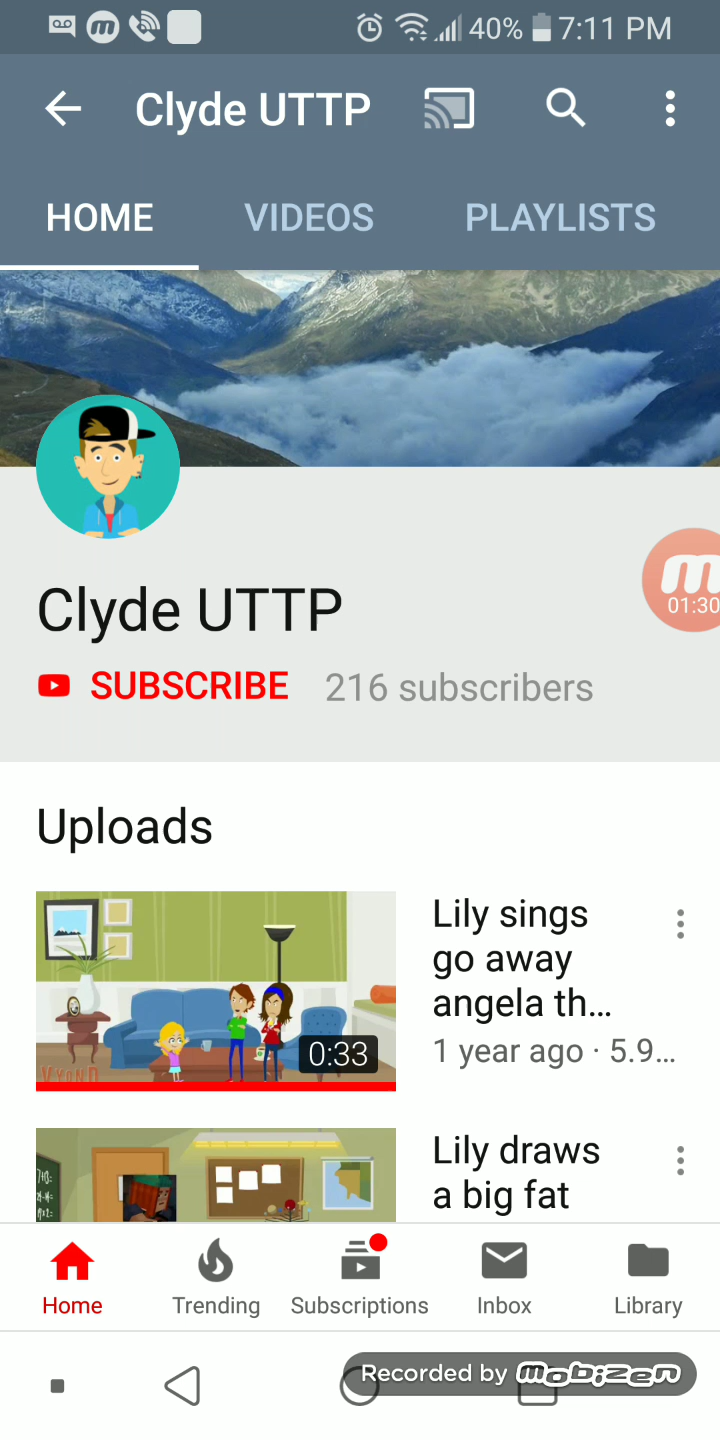 40% 7:11 PM
Clyde UTTP
HOME VIDEOS PLAYLISTS
Clyde UTTP
01:30
SUBSCRIBE 216 subscribers
Uploads
Lily sings
go away
angela th...
1 year ago · 5.9...
0:33
VYOND
Lily draws
a big fat
Home Trending Subscriptions Inbox Library
Recorded by mobizen